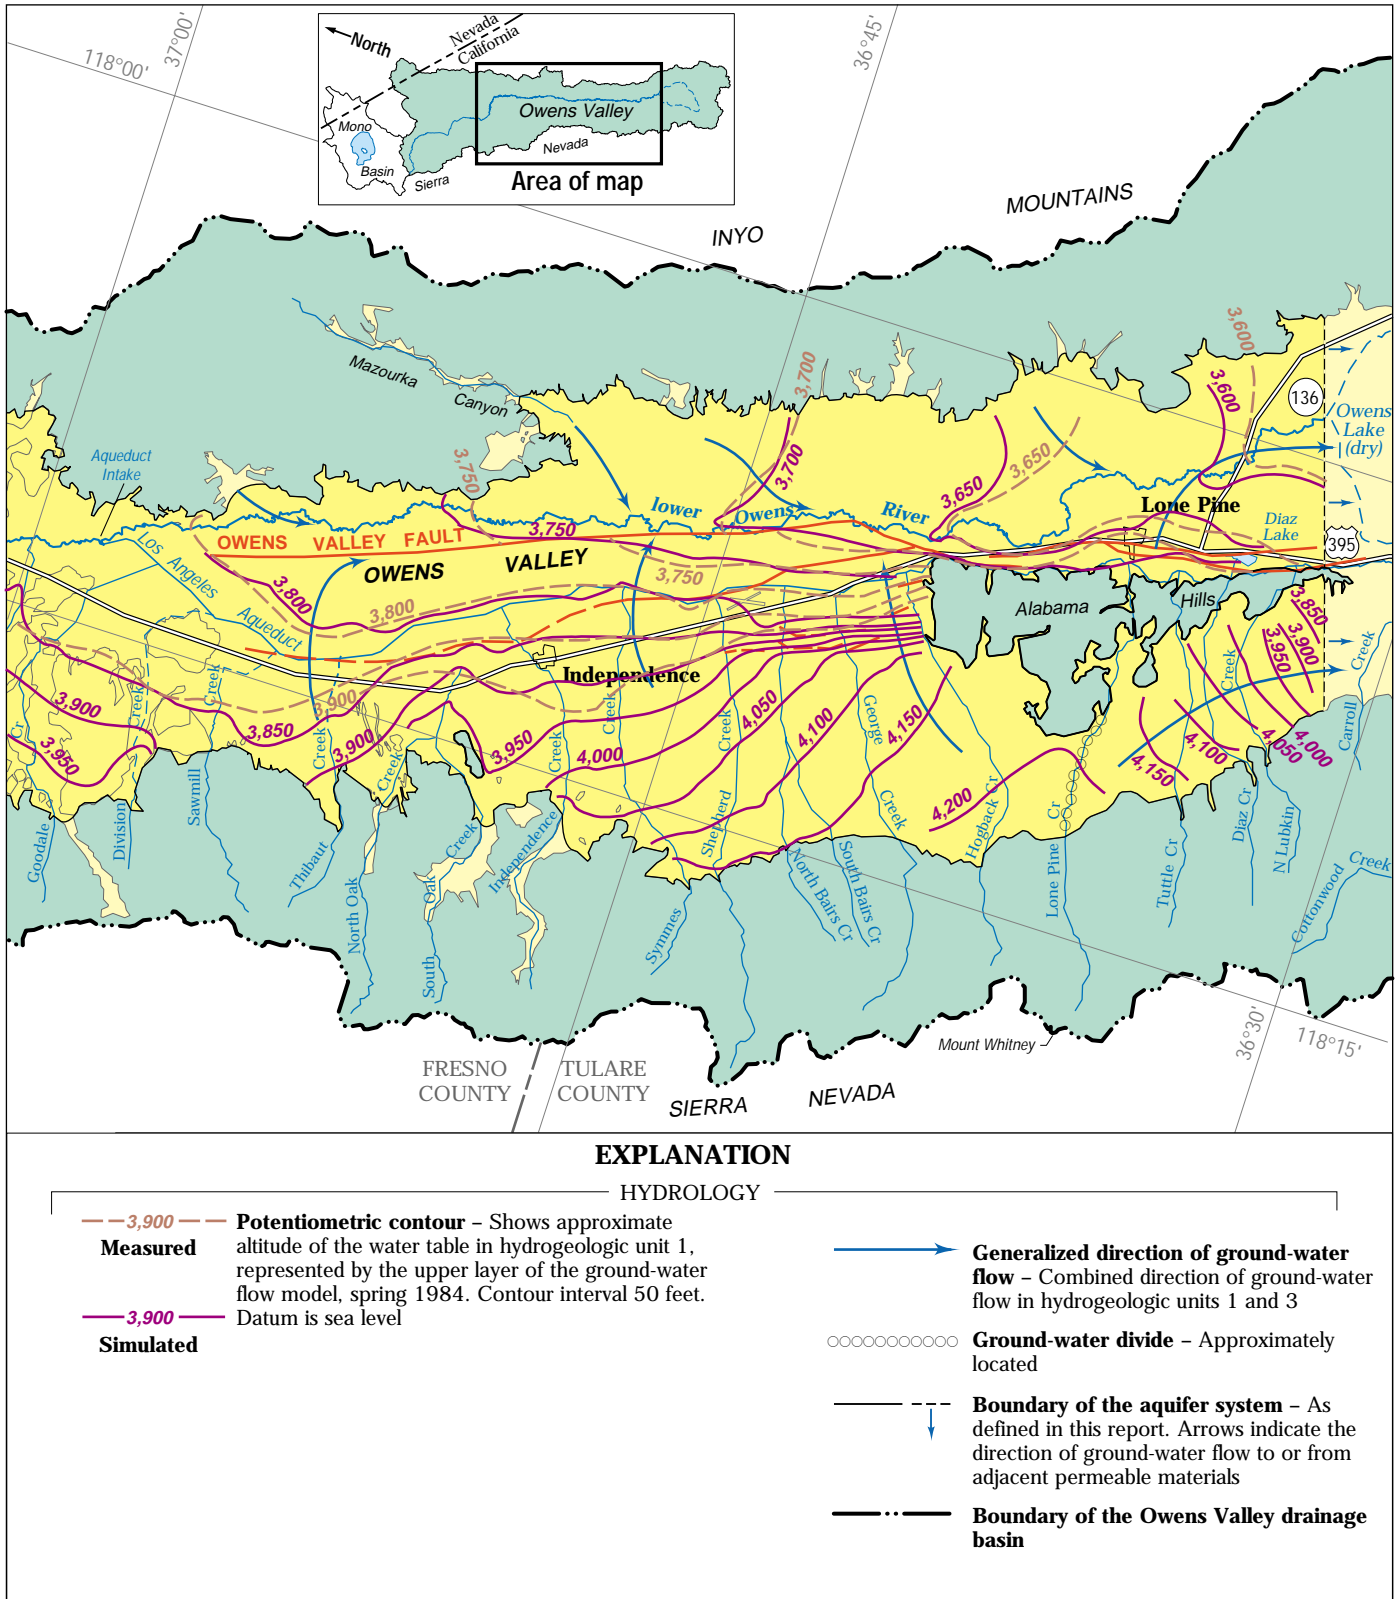 37°00'
118°00'
36°45'
North
Nevada
California
Mono
Basin
Owens Valley
Sierra
Nevada
Area of map
INYO
MOUNTAINS
Mazourka
Canyon
3,700
3,600
3,600
136
Owens
Lake
(dry)
Aqueduct
Intake
3,750
3,700
3,650
3,650
lower
Owens
River
Lone Pine
Diaz
Lake
395
OWENS VALLEY FAULT
3,750
OWENS
VALLEY
3,750
Los
Angeles
Aqueduct
3,800
3,800
Alabama
Hills
3,850
3,900
3,950
4,000
4,050
4,100
4,150
Independence
3,900
3,950
3,850
3,900
3,900
3,950
4,000
4,050
4,100
4,150
4,200
Cr
Goodale
Creek
Division
Creek
Sawmill
Creek
Thibaut
Creek
North Oak
Creek
South Oak
Creek
Independence
Creek
Symmes
Creek
Shepherd
North Bairs Cr
South Bairs Cr
George
Creek
Hogback Cr
Lone Pine Cr
Tuttle Cr
Creek
Diaz Cr
N Lubkin
Carroll
Creek
Cottonwood
Creek
Mount Whitney
36°30'
118°15'
FRESNO
COUNTY
TULARE
COUNTY
SIERRA
NEVADA
EXPLANATION
HYDROLOGY
3,900
Measured
3,900
Simulated
Potentiometric contour – Shows approximate
altitude of the water table in hydrogeologic unit 1,
represented by the upper layer of the ground-water
flow model, spring 1984. Contour interval 50 feet.
Datum is sea level
Generalized direction of ground-water
flow – Combined direction of ground-water
flow in hydrogeologic units 1 and 3
Ground-water divide – Approximately
located
Boundary of the aquifer system – As
defined in this report. Arrows indicate the
direction of ground-water flow to or from
adjacent permeable materials
Boundary of the Owens Valley drainage
basin